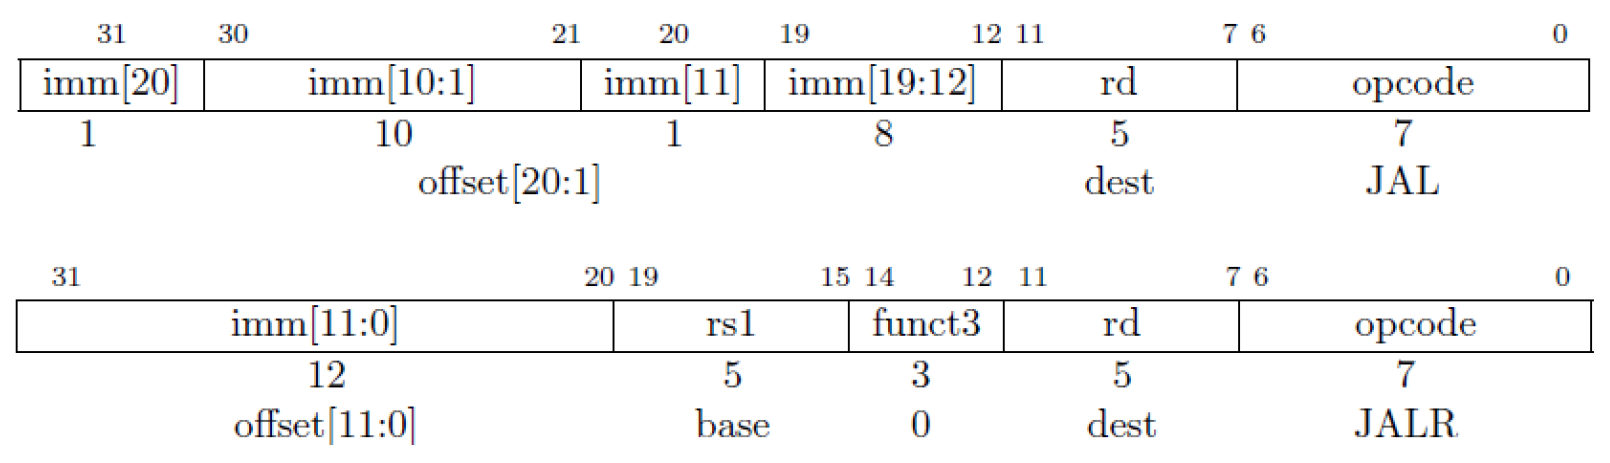 31 30 21 20 19 12 11 7 6 0
imm[20] imm[10:1] imm[11] imm[19:12] rd opcode
1 10 1 8 5 7
offset[20:1] dest JAL
31 20 19 15 14 12 11 7 6 0
imm[11:0] rs1 funct3 rd opcode
12 5 3 5 7
offset[11:0] base 0 dest JALR